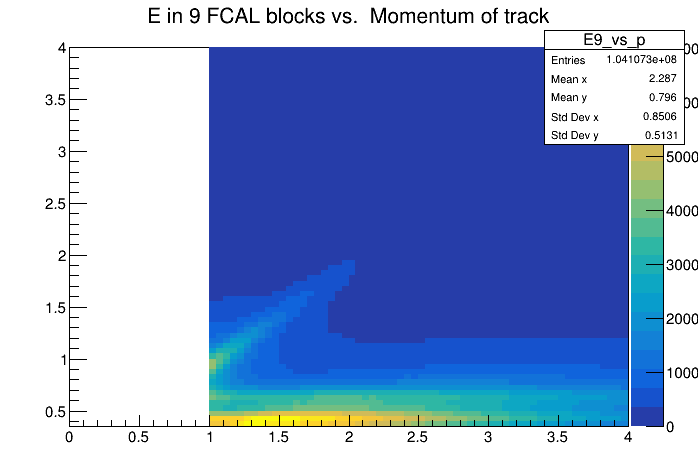 E in 9 FCAL blocks vs. Momentum of track
E9_vs_p
Entries 1.041073e+08
Mean x 2.287
Mean y 0.796
Std Dev x 0.8506
Std Dev y 0.5131
4
3.5
3
2.5
2
1.5
1
0.5
0 0.5 1 1.5 2 2.5 3 3.5 4
5000
4000
3000
2000
1000
0